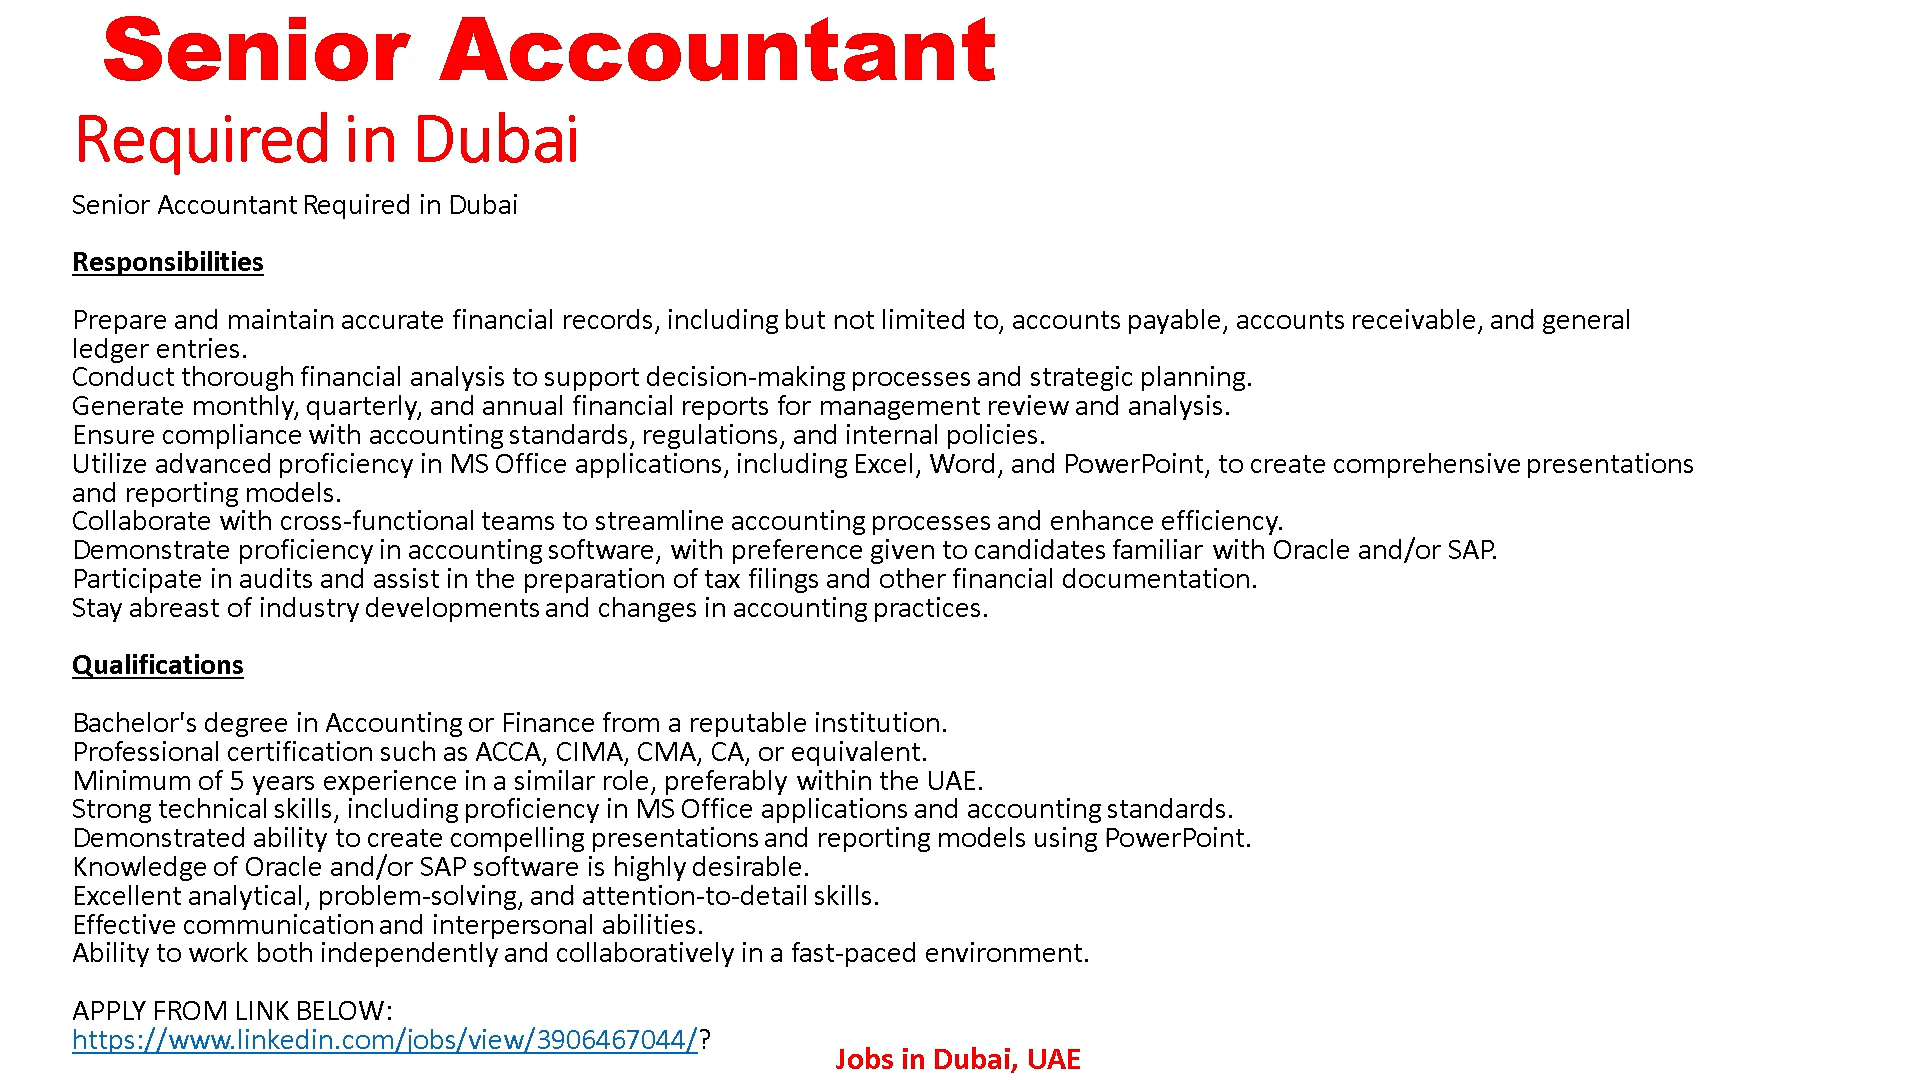 Senior Accountant
Required in Dubai
Senior Accountant Required in Dubai
Responsibilities
Prepare and maintain accurate financial records, including but not limited to, accounts payable, accounts receivable, and general
ledger entries.
Conduct thorough financial analysis to support decision-making processes and strategic planning.
Generate monthly, quarterly, and annual financial reports for management review and analysis.
Ensure compliance with accounting standards, regulations, and internal policies.
Utilize advanced proficiency in MS Office applications, including Excel, Word, and PowerPoint, to create comprehensive presentations
and reporting models.
Collaborate with cross-functional teams to streamline accounting processes and enhance efficiency.
Demonstrate proficiency in accounting software, with preference given to candidates familiar with Oracle and/or SAP.
Participate in audits and assist in the preparation of tax filings and other financial documentation.
Stay abreast of industry developments and changes in accounting practices.
Qualifications
Bachelor's degree in Accounting or Finance from a reputable institution.
Professional certification such as ACCA, CIMA, CMA, CA, or equivalent.
Minimum of 5 years experience in a similar role, preferably within the UAE.
Strong technical skills, including proficiency in MS Office applications and accounting standards.
Demonstrated ability to create compelling presentations and reporting models using PowerPoint.
Knowledge of Oracle and/or SAP software is highly desirable.
Excellent analytical, problem-solving, and attention-to-detail skills.
Effective communication and interpersonal abilities.
Ability to work both independently and collaboratively in a fast-paced environment.
APPLY FROM LINK BELOW:
https://www.linkedin.com/jobs/view/3906467044/?
Jobs in Dubai, UAE